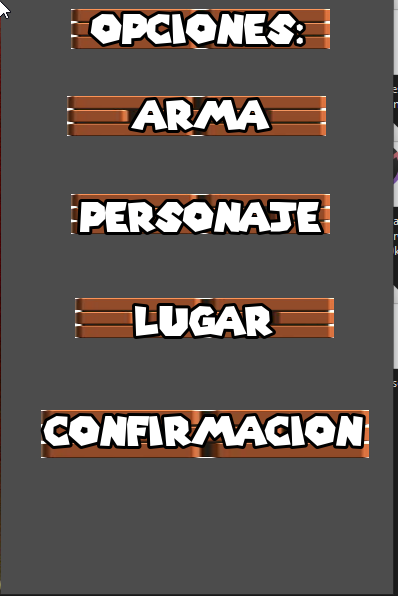 OPCIONES:
ARMA
PERSONAJE
LUGAR
CONFIRMACION